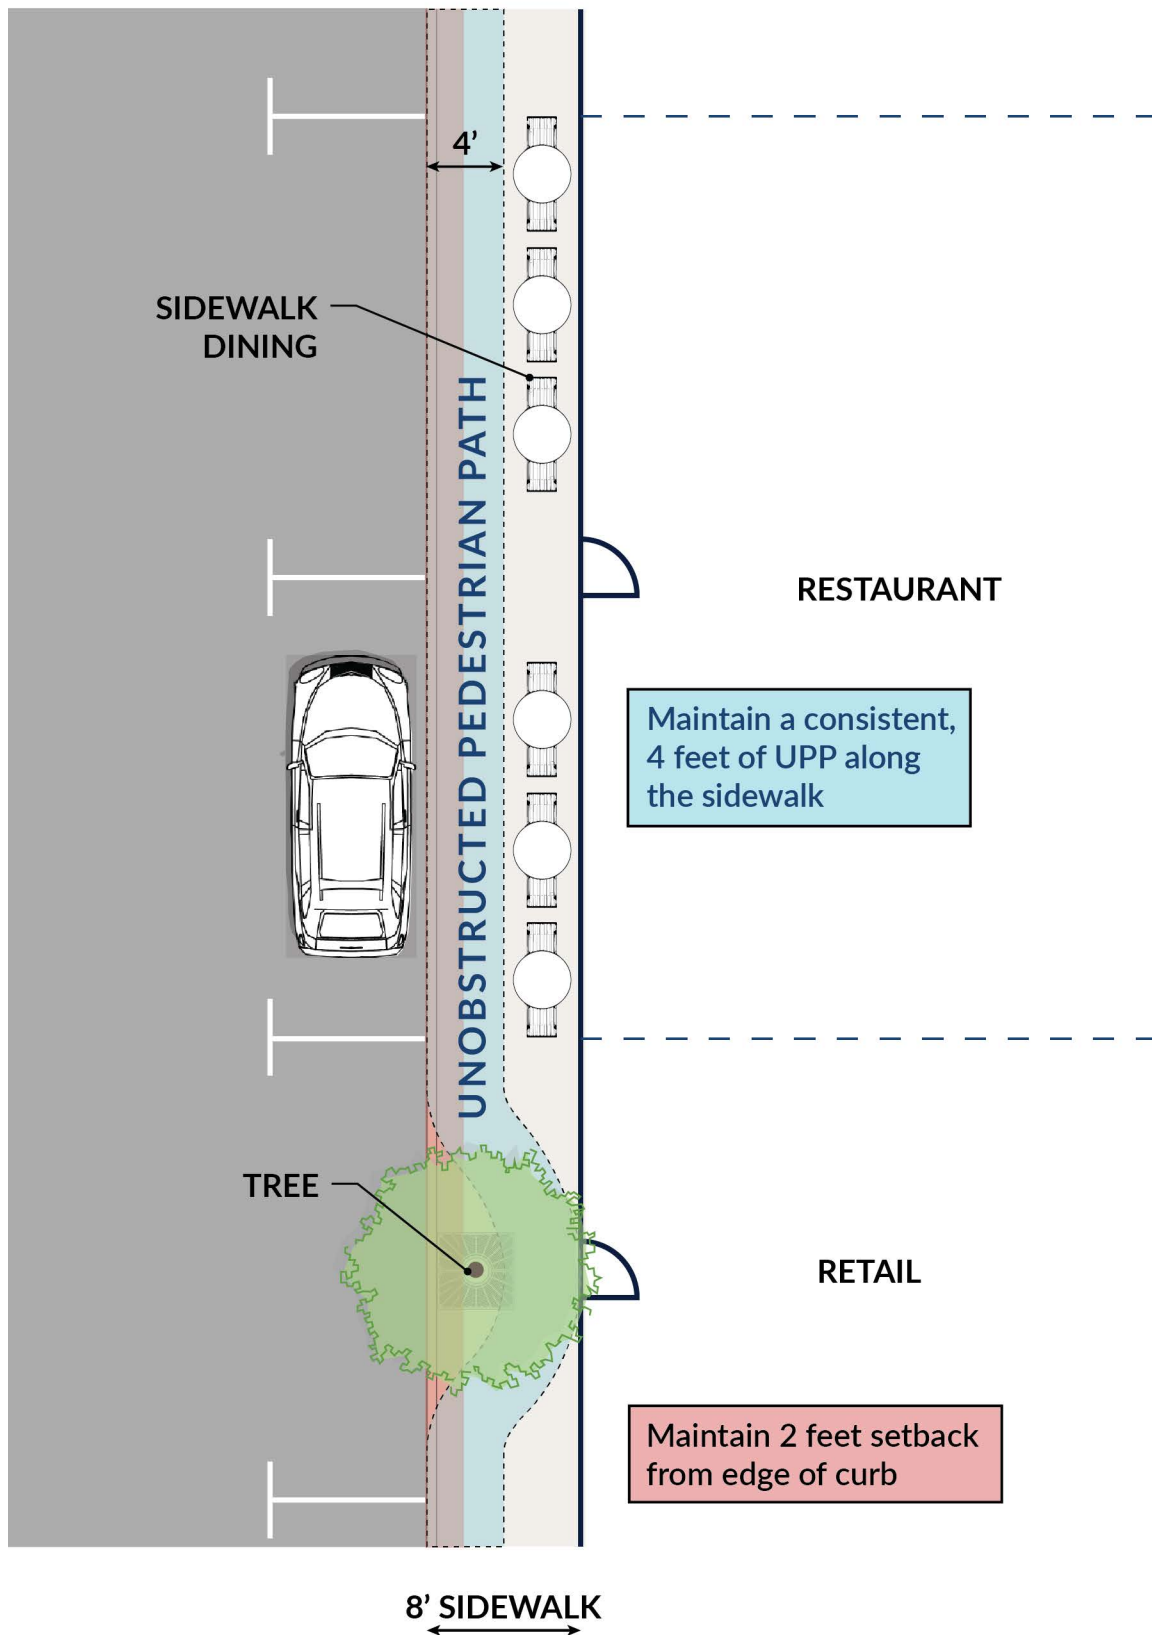 4’
SIDEWALK
DINING
UNOBSTRUCTED PEDESTRIAN PATH
RESTAURANT
Maintain a consistent,
4 feet of UPP along
the sidewalk
TREE
RETAIL
Maintain 2 feet setback
from edge of curb
8’ SIDEWALK